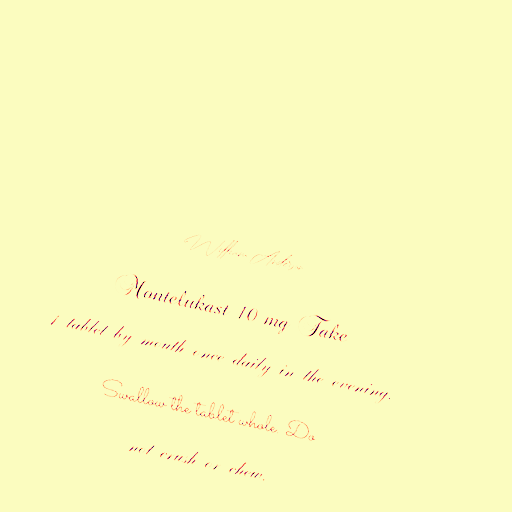 Montelukast 10 mg Take
1 tablet by mouth once daily in the evening.
Swallow the tablet whole. Do
not crush or chew.